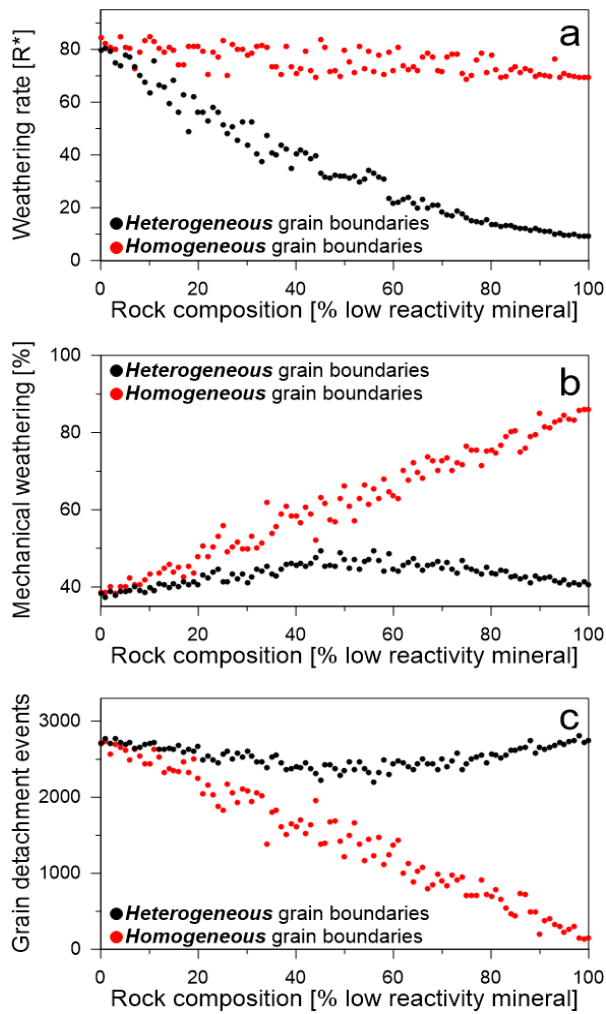 a
Weathering rate [R*]
80
60
40
20
0
Heterogeneous grain boundaries
Homogeneous grain boundaries
0 20 40 60 80 100
Rock composition [% low reactivity mineral]
b
Mechanical weathering [%]
100
80
60
40
Heterogeneous grain boundaries
Homogeneous grain boundaries
0 20 40 60 80 100
Rock composition [% low reactivity mineral]
c
Grain detachment events
3000
2000
1000
0
Heterogeneous grain boundaries
Homogeneous grain boundaries
0 20 40 60 80 100
Rock composition [% low reactivity mineral]